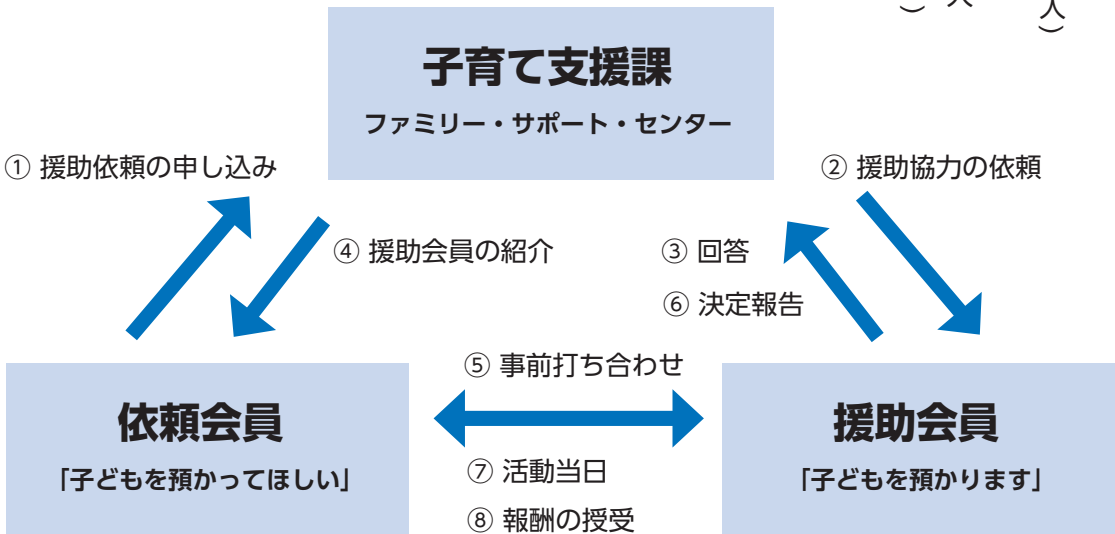 人)
人)
子育て支援課
ファミリー・サポート・センター
① 援助依頼の申し込み
② 援助協力の依頼
④ 援助会員の紹介
③ 回答
⑥ 決定報告
⑤ 事前打ち合わせ
依頼会員
「子どもを預かってほしい」
援助会員
「子どもを預かります」
⑦ 活動当日
⑧ 報酬の授受